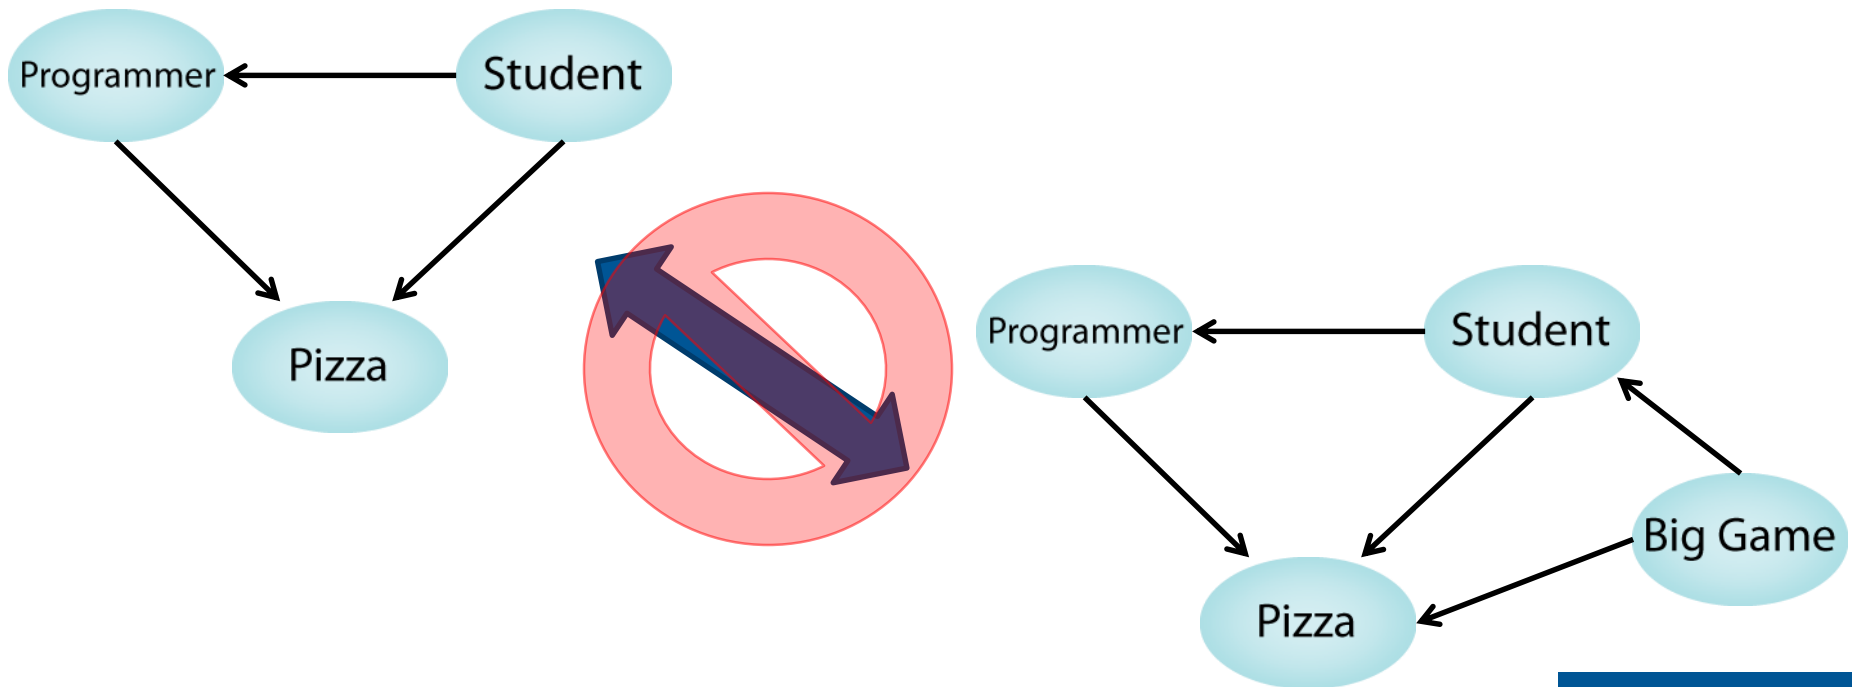 Programmer
Student
Pizza
Programmer
Student
Big Game
Pizza